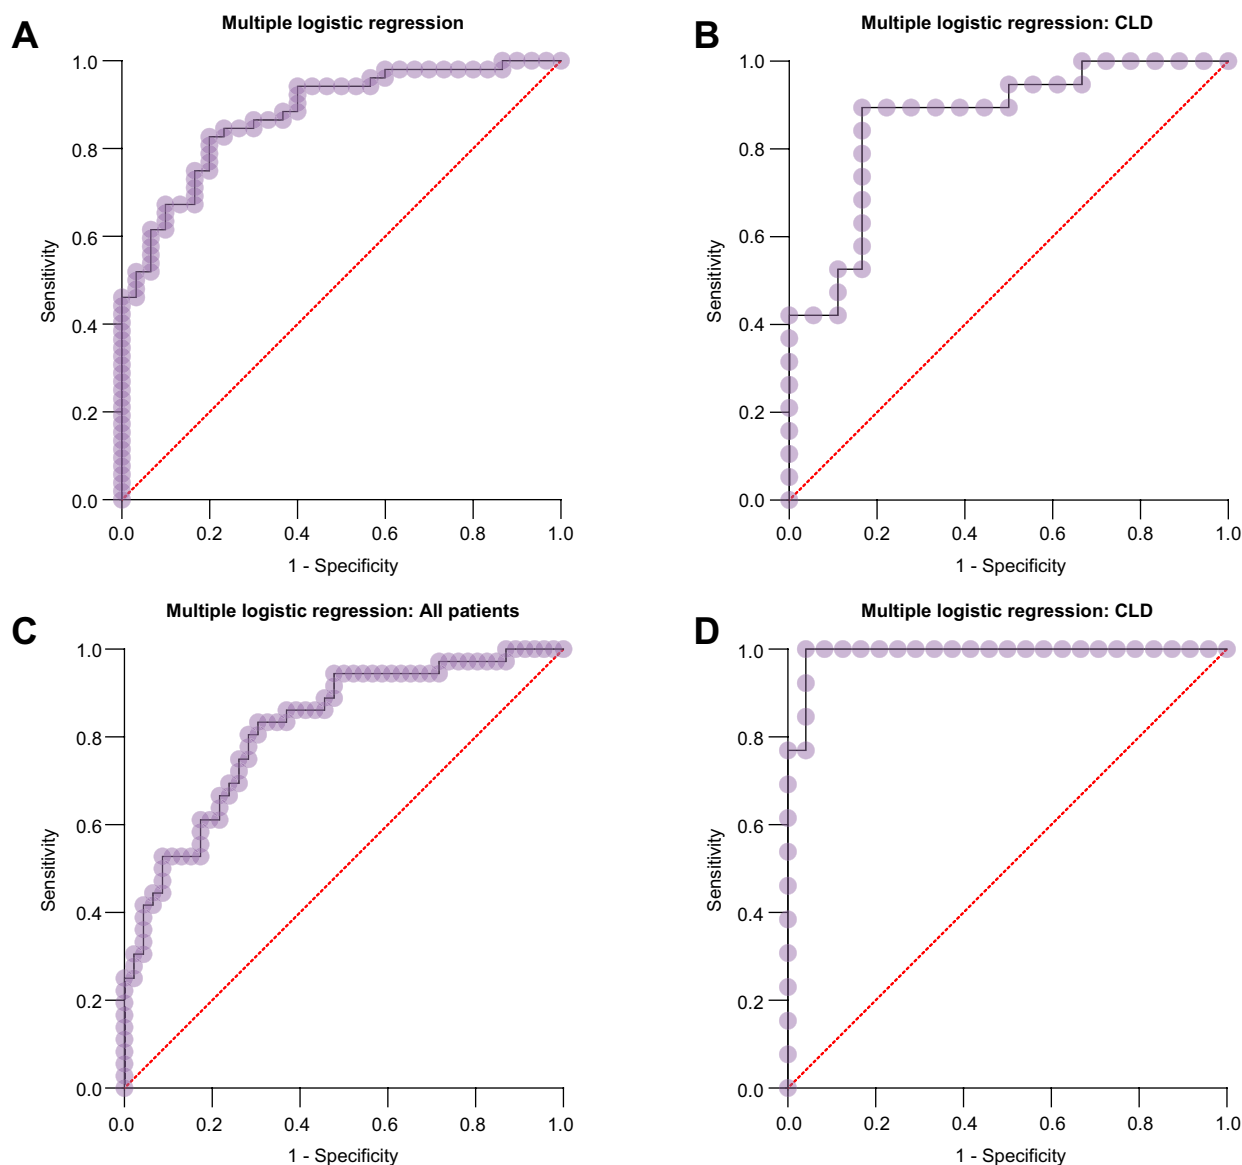 A
Multiple logistic regression
1.0
0.8
0.6
0.4
0.2
0.0
Sensitivity
0.0 0.2 0.4 0.6 0.8 1.0
1 - Specificity
B
Multiple logistic regression: CLD
1.0
0.8
0.6
0.4
0.2
0.0
Sensitivity
0.0 0.2 0.4 0.6 0.8 1.0
1 - Specificity
C
Multiple logistic regression: All patients
1.0
0.8
0.6
0.4
0.2
0.0
Sensitivity
0.0 0.2 0.4 0.6 0.8 1.0
1 - Specificity
D
Multiple logistic regression: CLD
1.0
0.8
0.6
0.4
0.2
0.0
Sensitivity
0.0 0.2 0.4 0.6 0.8 1.0
1 - Specificity